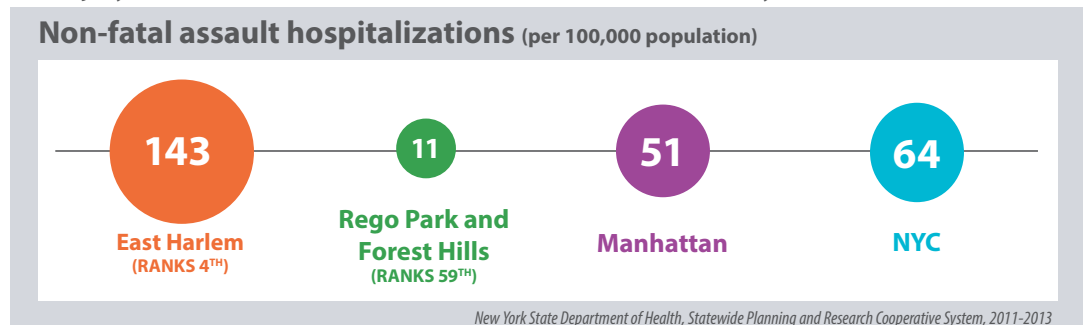 Non-fatal assault hospitalizations (per 100,000 population)
143
11
51
64
East Harlem
(RANKS 4TH)
Rego Park and
Forest Hills
(RANKS 59TH)
Manhattan
NYC
New York State Department of Health, Statewide Planning and Research Cooperative System, 2011-2013